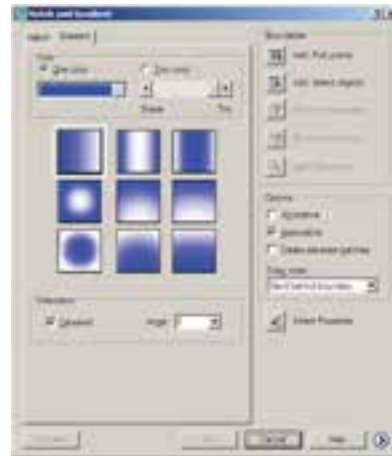 Hatch and Gradient
Hatch
Gradient
Color
One color
Two color
Shade
Tint
Orientation
Centered
Angle:
Boundaries
Add: Pick points
Add: Select objects
Options
Annotative
Associative
Create separate hatches
Draw order:
Send behind boundary
Inherit Properties
Preview
OK
Cancel
Help